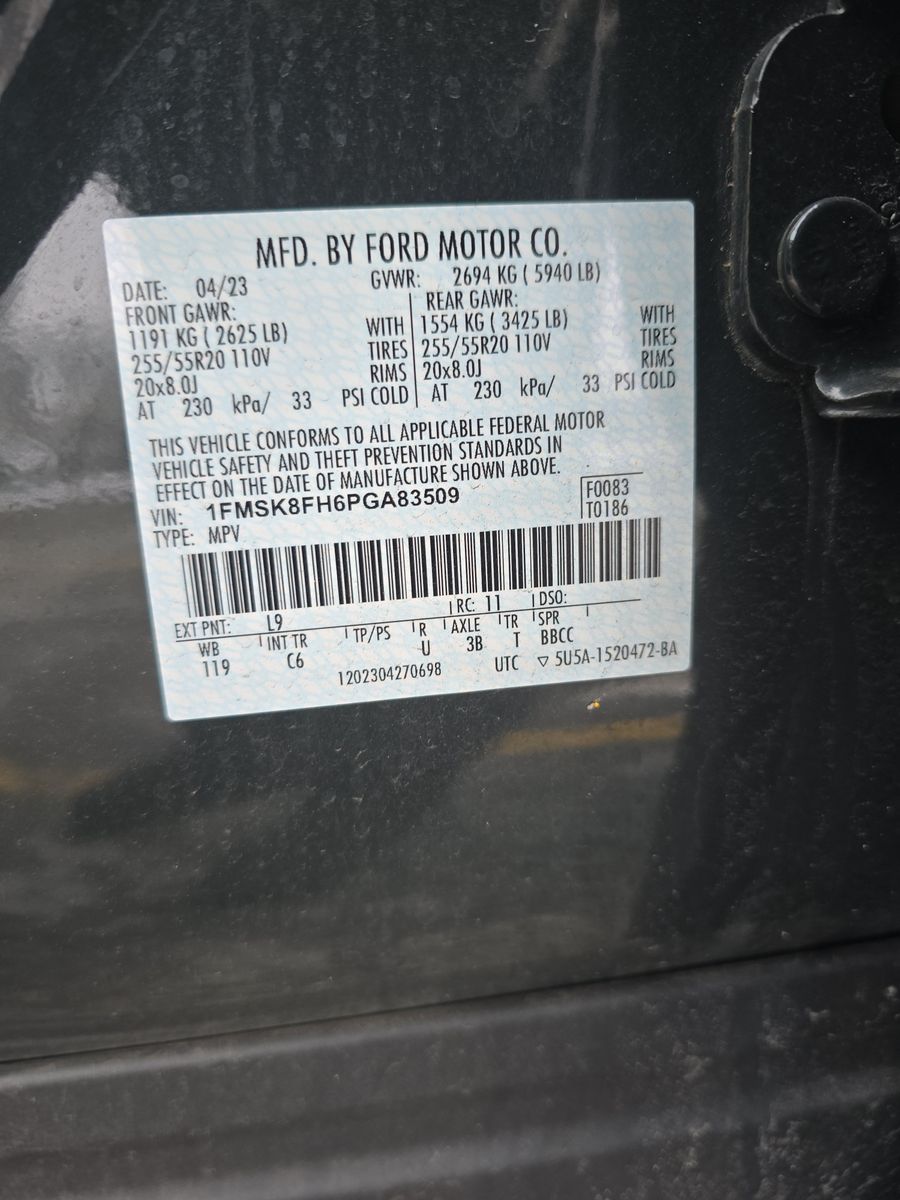 MFD. BY FORD MOTOR CO.
DATE: 04/23 GVWR: 2694 KG ( 5940 LB)
FRONT GAWR: REAR GAWR:
1191 KG ( 2625 LB) WITH 1554 KG ( 3425 LB) WITH
255/55R20 110V TIRES 255/55R20 110V TIRES
20x8.0J RIMS 20x8.0J RIMS
AT 230 kPa/ 33 PSI COLD AT 230 kPa/ 33 PSI COLD
THIS VEHICLE CONFORMS TO ALL APPLICABLE FEDERAL MOTOR
VEHICLE SAFETY AND THEFT PREVENTION STANDARDS IN
EFFECT ON THE DATE OF MANUFACTURE SHOWN ABOVE.
VIN: 1FMSK8FH6PGA83509 F0083
TYPE: MPV T0186
EXT PNT: L9 RC: 11 DSO:
WB INT TR TP/PS R AXLE TR SPR
119 C6 U 3B T BBCC
1202304270698 UTC ▽ 5U5A-1520472-BA